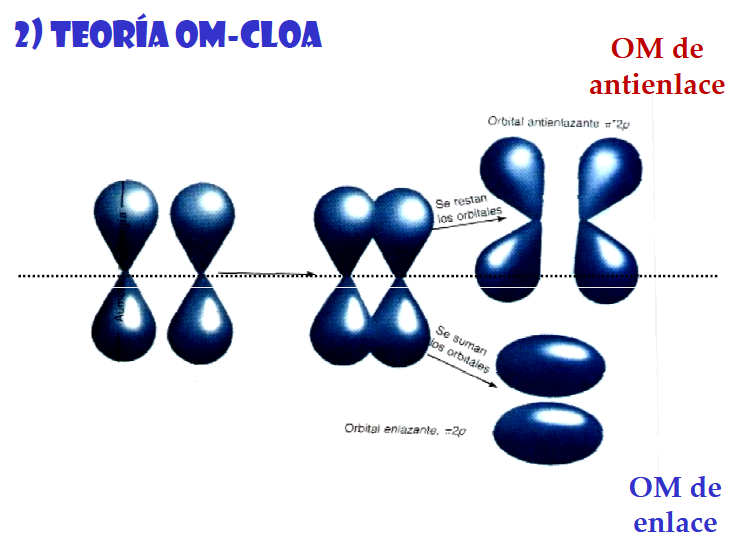 2) TEORÍA OM-CLOA
OM de
antienlace
Orbital antienlazante π*2p
Se restan
los orbitales
Se suman
los orbitales
Orbital enlazante, π2p
OM de
enlace